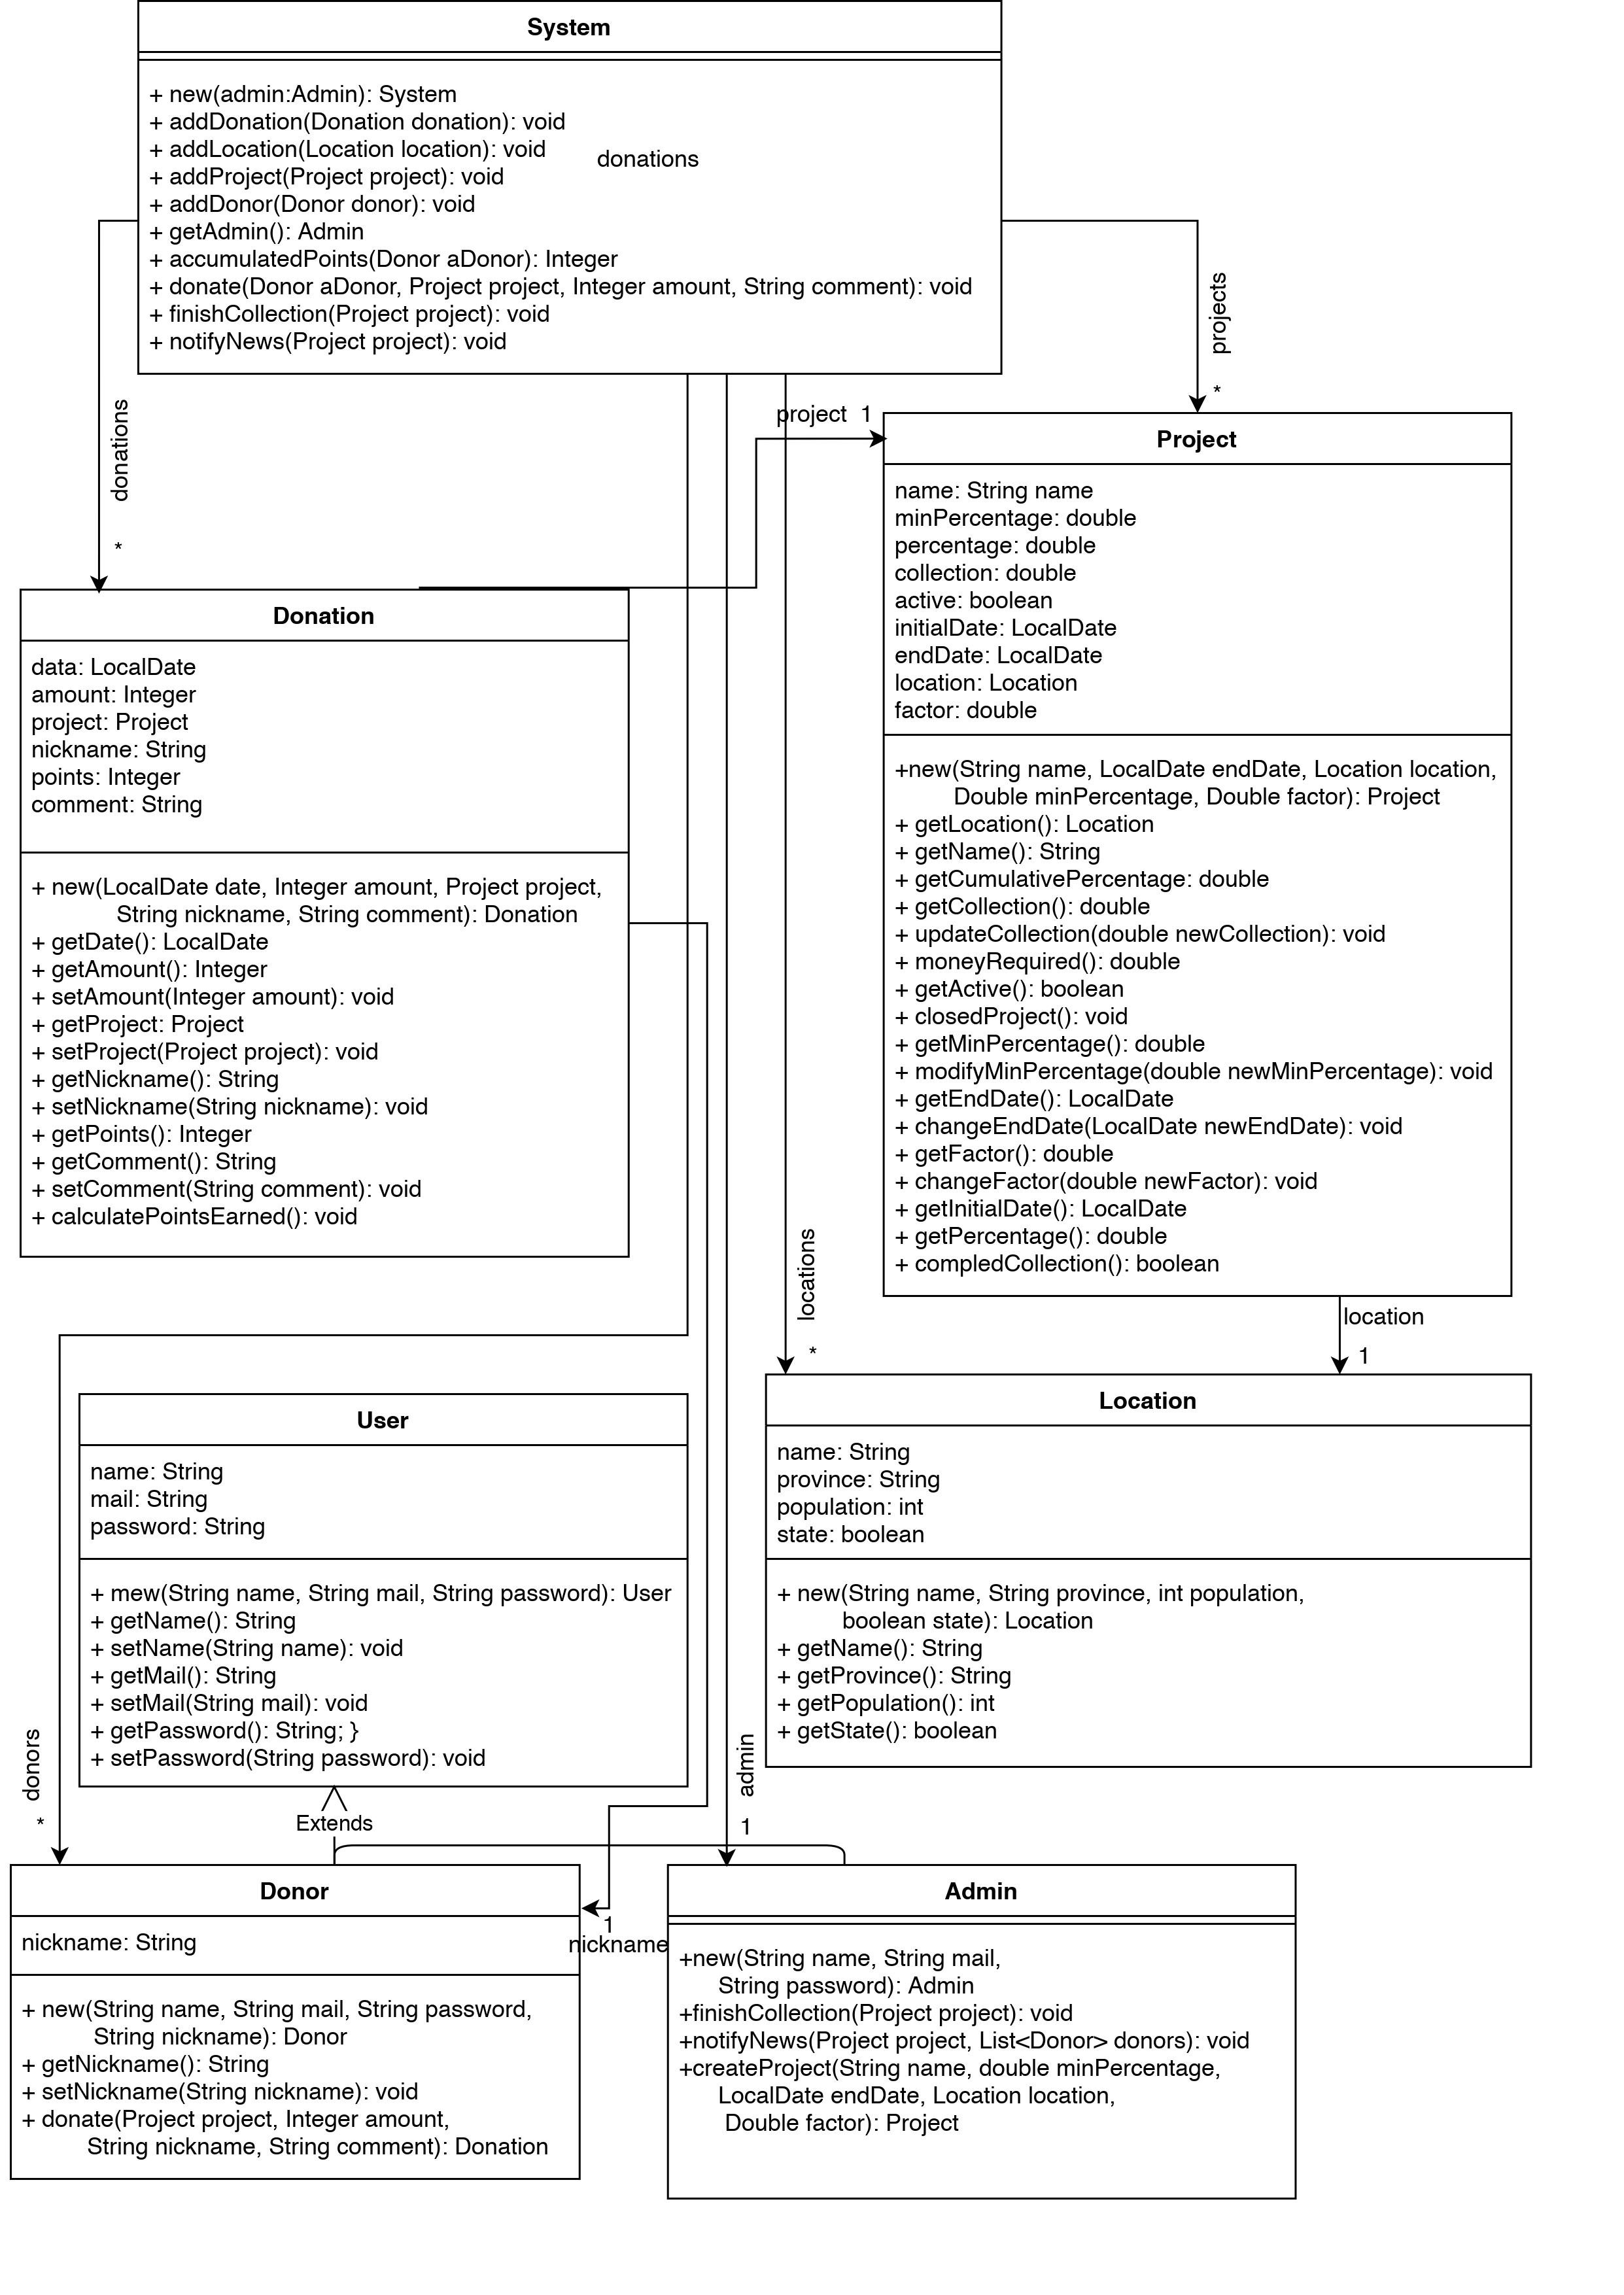 System
+ new(admin:Admin): System
+ addDonation(Donation donation): void
+ addLocation(Location location): void
donations
+ addProject(Project project): void
+ addDonor(Donor donor): void
+ getAdmin(): Admin
+ accumulatedPoints(Donor aDonor): Integer
+ donate(Donor aDonor, Project project, Integer amount, String comment): void
+ finishCollection(Project project): void
+ notifyNews(Project project): void
donations
*
projects
*
project 1
Project
name: String name
minPercentage: double
percentage: double
collection: double
active: boolean
initialDate: LocalDate
endDate: LocalDate
location: Location
factor: double
+new(String name, LocalDate endDate, Location location,
Double minPercentage, Double factor): Project
+ getLocation(): Location
+ getName(): String
+ getCumulativePercentage: double
+ getCollection(): double
+ updateCollection(double newCollection): void
+ moneyRequired(): double
+ getActive(): boolean
+ closedProject(): void
+ getMinPercentage(): double
+ modifyMinPercentage(double newMinPercentage): void
+ getEndDate(): LocalDate
+ changeEndDate(LocalDate newEndDate): void
+ getFactor(): double
+ changeFactor(double newFactor): void
+ getInitialDate(): LocalDate
+ getPercentage(): double
+ compledCollection(): boolean
Donation
data: LocalDate
amount: Integer
project: Project
nickname: String
points: Integer
comment: String
+ new(LocalDate date, Integer amount, Project project,
String nickname, String comment): Donation
+ getDate(): LocalDate
+ getAmount(): Integer
+ setAmount(Integer amount): void
+ getProject: Project
+ setProject(Project project): void
+ getNickname(): String
+ setNickname(String nickname): void
+ getPoints(): Integer
+ getComment(): String
+ setComment(String comment): void
+ calculatePointsEarned(): void
locations
*
location
1
User
name: String
mail: String
password: String
+ mew(String name, String mail, String password): User
+ getName(): String
+ setName(String name): void
+ getMail(): String
+ setMail(String mail): void
+ getPassword(): String; }
+ setPassword(String password): void
Location
name: String
province: String
population: int
state: boolean
+ new(String name, String province, int population,
boolean state): Location
+ getName(): String
+ getProvince(): String
+ getPopulation(): int
+ getState(): boolean
donors
*
Extends
admin
1
Donor
nickname: String
+ new(String name, String mail, String password,
String nickname): Donor
+ getNickname(): String
+ setNickname(String nickname): void
+ donate(Project project, Integer amount,
String nickname, String comment): Donation
1
nickname
Admin
+new(String name, String mail,
String password): Admin
+finishCollection(Project project): void
+notifyNews(Project project, List<Donor> donors): void
+createProject(String name, double minPercentage,
LocalDate endDate, Location location,
Double factor): Project